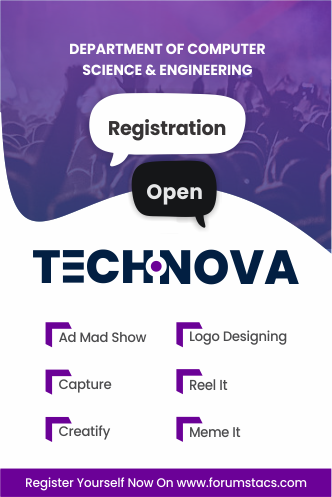 DEPARTMENT OF COMPUTER
SCIENCE & ENGINEERING
Registration
Open
TECHNOVA
Ad Mad Show
Logo Designing
Capture
Reel It
Creatify
Meme It
Register Yourself Now On www.forumstacs.com